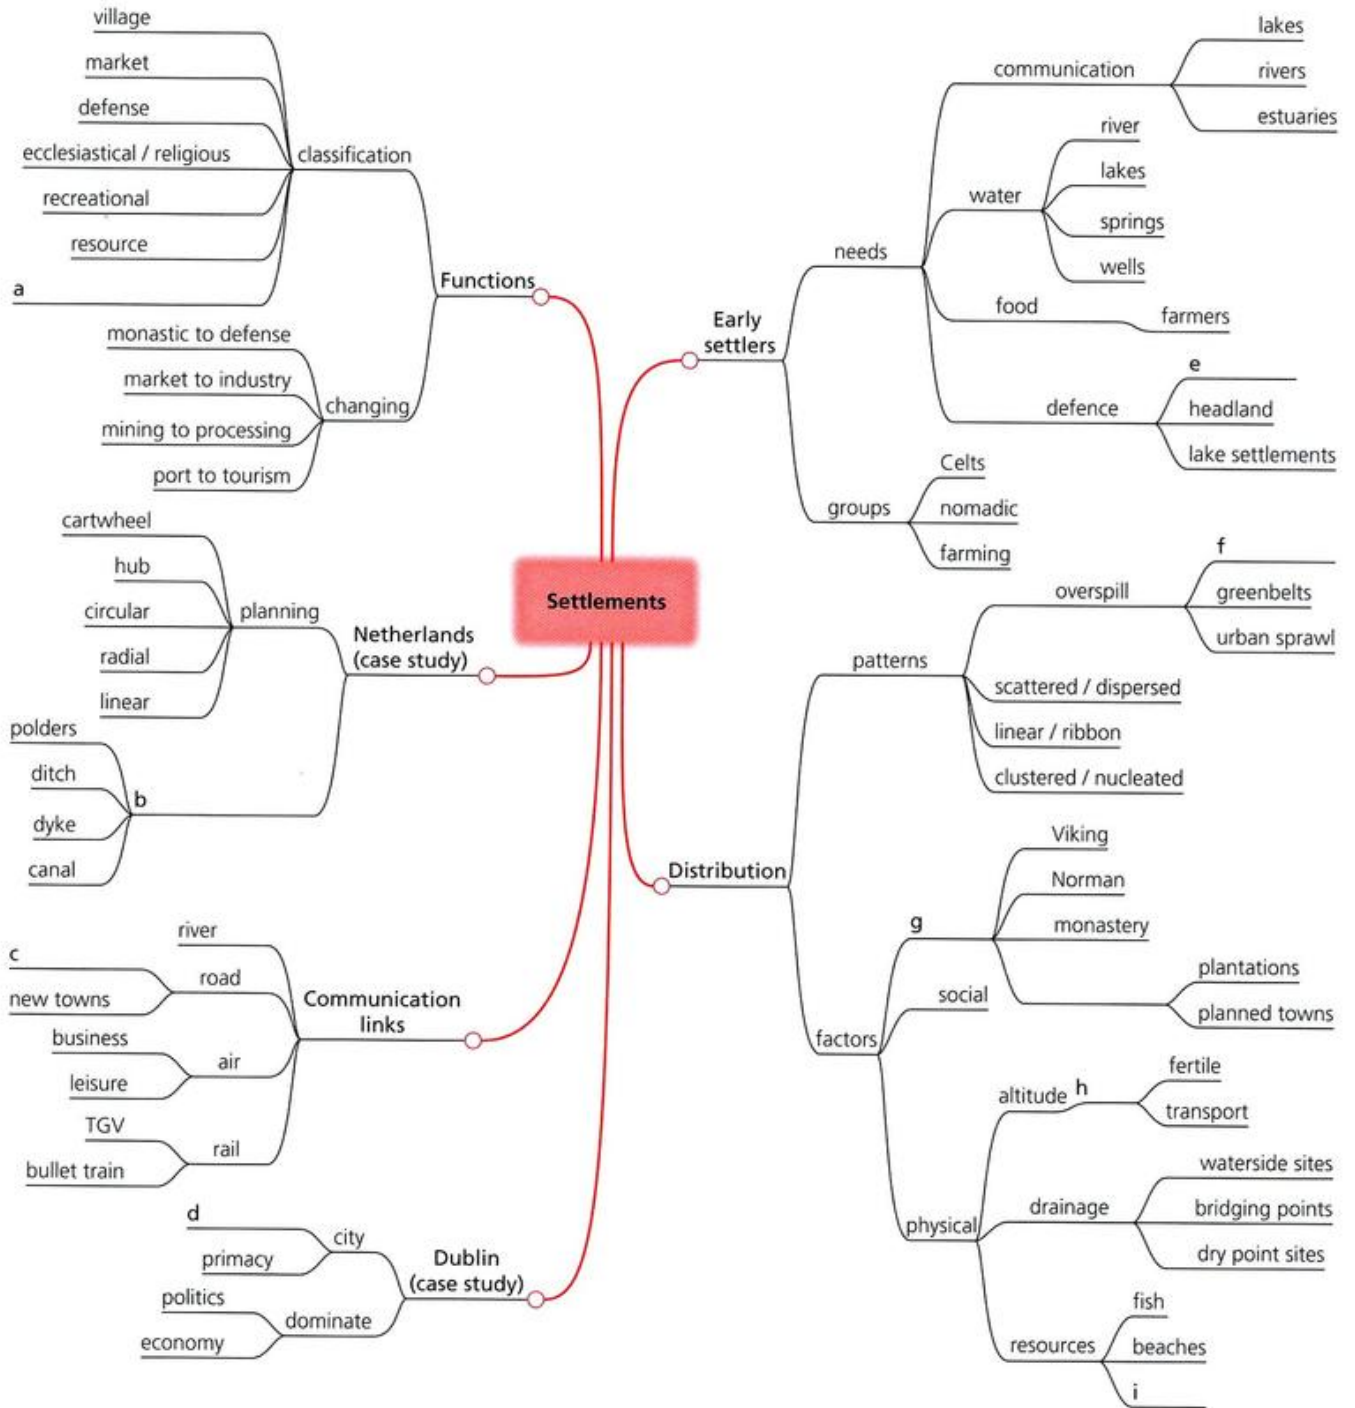 village
market
defense
ecclesiastical / religious
recreational
resource
a
classification
Functions
monastic to defense
market to industry
mining to processing
port to tourism
changing
cartwheel
hub
circular
radial
linear
planning
Netherlands
(case study)
polders
ditch
dyke
canal
b
river
c
new towns
road
business
leisure
air
TGV
bullet train
rail
Communication
links
d
primacy
city
politics
economy
dominate
Dublin
(case study)
Settlements
Early
settlers
needs
communication
lakes
rivers
estuaries
water
river
lakes
springs
wells
food
farmers
defence
e
headland
lake settlements
groups
Celts
nomadic
farming
Distribution
patterns
overspill
f
greenbelts
urban sprawl
scattered / dispersed
linear / ribbon
clustered / nucleated
factors
g
Viking
Norman
monastery
plantations
planned towns
social
physical
altitude
h
fertile
transport
drainage
waterside sites
bridging points
dry point sites
resources
fish
beaches
i